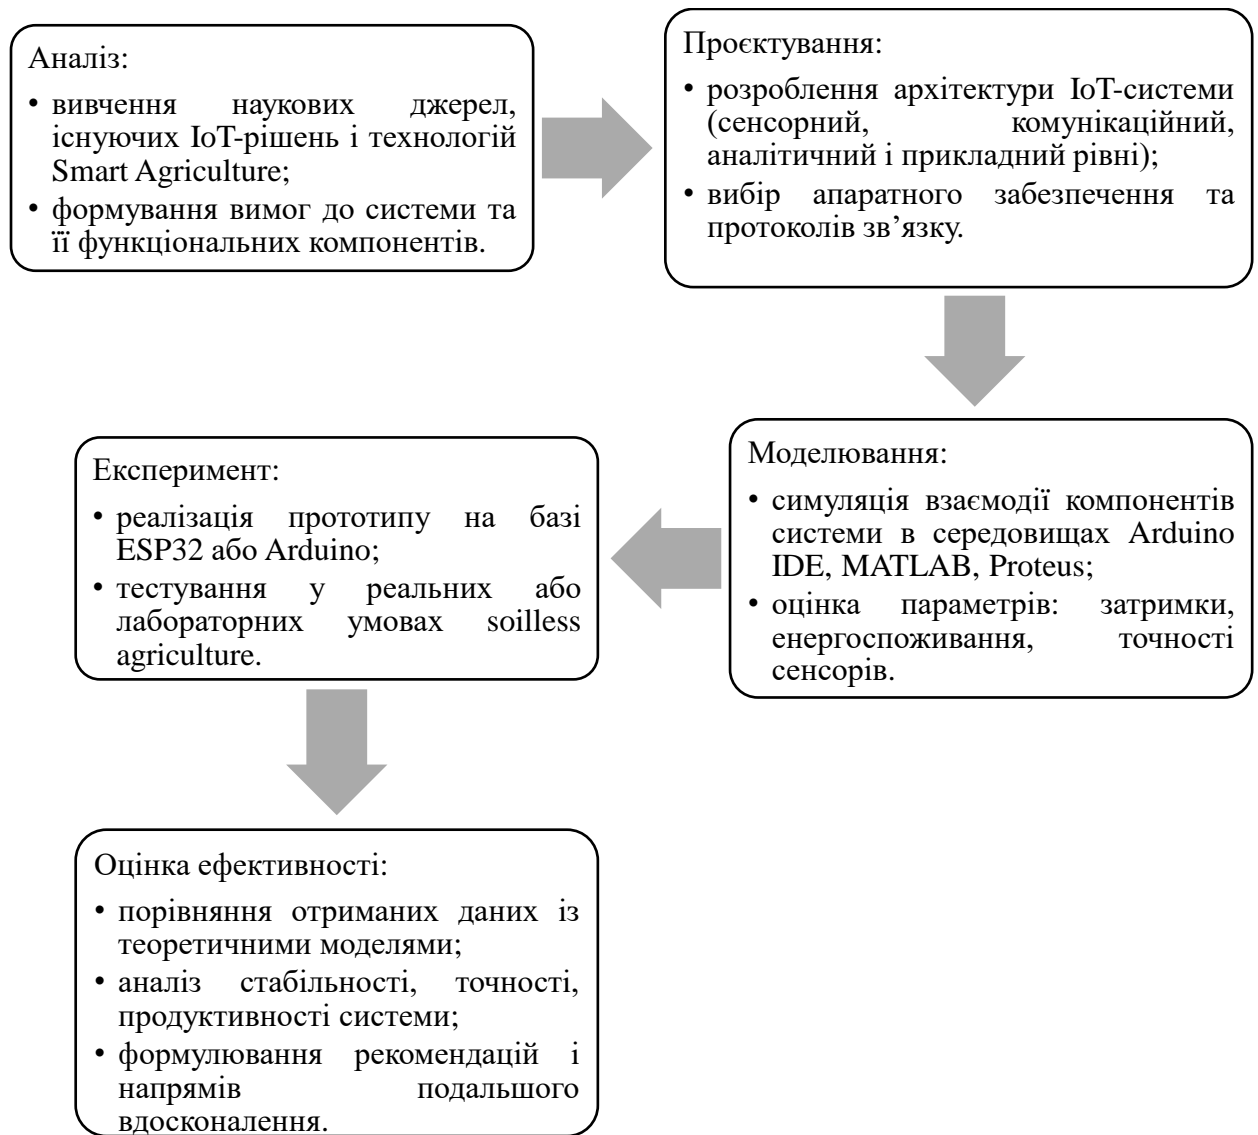 Аналіз:
• вивчення наукових джерел,
існуючих IoT-рішень і технологій
Smart Agriculture;
• формування вимог до системи та
її функціональних компонентів.
Проєктування:
• розроблення архітектури IoT-системи
(сенсорний, комунікаційний,
аналітичний і прикладний рівні);
• вибір апаратного забезпечення та
протоколів зв’язку.
Моделювання:
• симуляція взаємодії компонентів
системи в середовищах Arduino
IDE, MATLAB, Proteus;
• оцінка параметрів: затримки,
енергоспоживання, точності
сенсорів.
Експеримент:
• реалізація прототипу на базі
ESP32 або Arduino;
• тестування у реальних або
лабораторних умовах soilless
agriculture.
Оцінка ефективності:
• порівняння отриманих даних із
теоретичними моделями;
• аналіз стабільності, точності,
продуктивності системи;
• формулювання рекомендацій і
напрямів подальшого
вдосконалення.